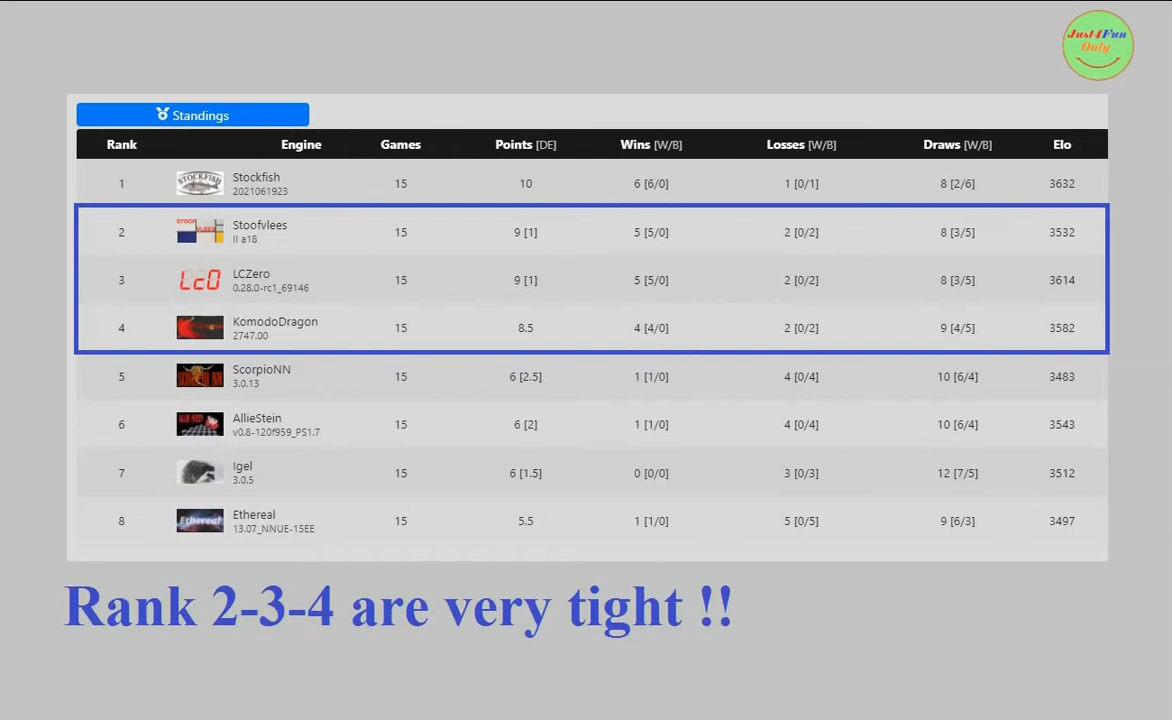 Just4Fun
Only
Standings
Rank Engine Games Points [DE] Wins [W/B] Losses [W/B] Draws [W/B] Elo
1 STOCKFISH Stockfish 15 10 6 [6/0] 1 [0/1] 8 [2/6] 3632
2021061923
2 STOOF VLEES Stoofvlees 15 9 [1] 5 [5/0] 2 [0/2] 8 [3/5] 3532
II a18
3 Lc0 LCZero 15 9 [1] 5 [5/0] 2 [0/2] 8 [3/5] 3614
0.28.0-rc1_69146
4 KomodoDragon 15 8.5 4 [4/0] 2 [0/2] 9 [4/5] 3582
2747.00
5 SCORPIO NN ScorpioNN 15 6 [2.5] 1 [1/0] 4 [0/4] 10 [6/4] 3483
3.0.13
6 AllieStein 15 6 [2] 1 [1/0] 4 [0/4] 10 [6/4] 3543
v0.8-120f959_PS1.7
7 Igel 15 6 [1.5] 0 [0/0] 3 [0/3] 12 [7/5] 3512
3.0.5
8 Ethereal Ethereal 15 5.5 1 [1/0] 5 [0/5] 9 [6/3] 3497
13.07_NNUE-15EE
Rank 2-3-4 are very tight !!